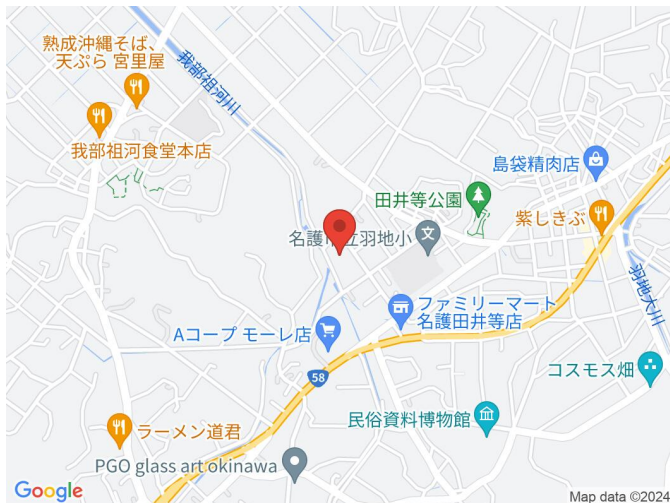 熟成沖縄そば、
天ぷら 宮里屋
我部祖河川
我部祖河食堂本店
島袋精肉店
田井等公園
紫しきぶ
名護市立羽地小
文
羽地大川
ファミリーマート
名護田井等店
Aコープ モーレ店
58
コスモス畑
民俗資料博物館
ラーメン道君
PGO glass art okinawa
Google
Map data ©2024